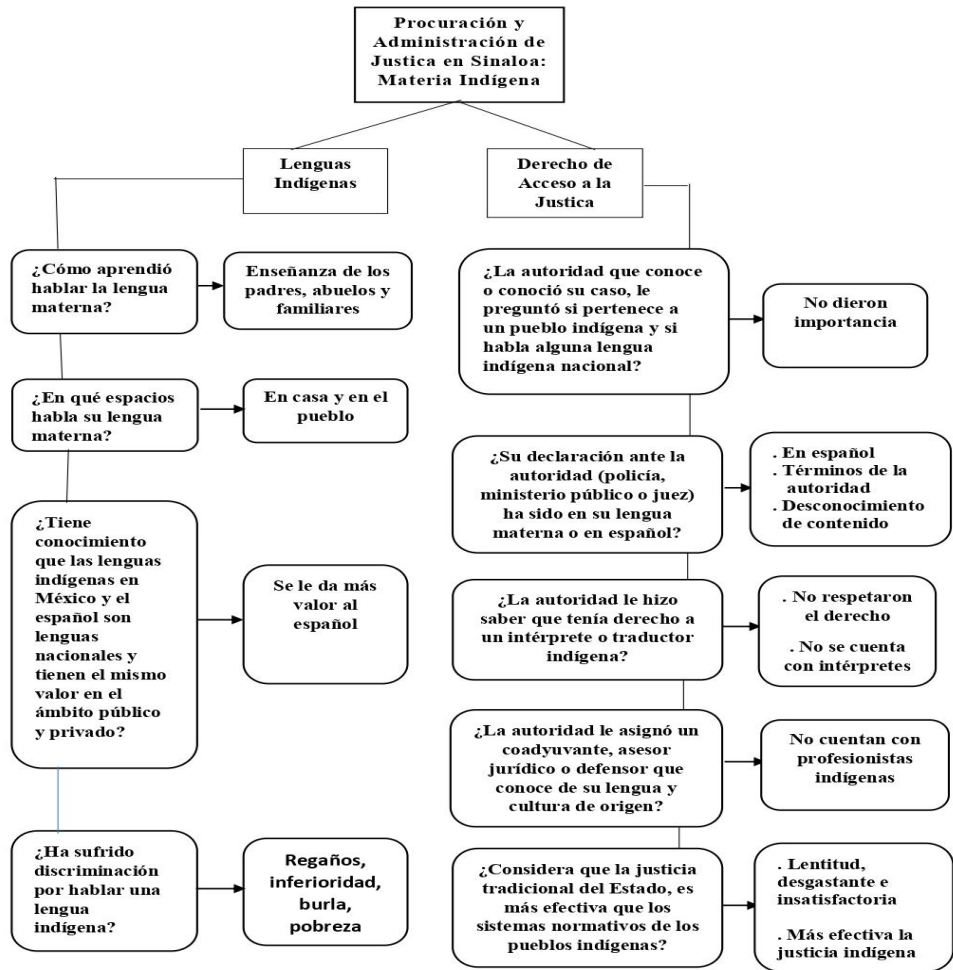 Procuración y
Administración de
Justica en Sinaloa:
Materia Indígena
Lenguas
Indígenas
¿Cómo aprendió
hablar la lengua
materna?
Enseñanza de los
padres, abuelos y
familiares
¿En qué espacios
habla su lengua
materna?
En casa y en el
pueblo
¿Tiene
conocimiento
que las lenguas
indígenas en
México y el
español son
lenguas
nacionales y
tienen el mismo
valor en el
ámbito público
y privado?
Se le da más
valor al
español
¿Ha sufrido
discriminación
por hablar una
lengua
indígena?
Regaños,
inferioridad,
burla,
pobreza
Derecho de
Acceso a la
Justica
¿La autoridad que conoce
o conoció su caso, le
preguntó si pertenece a
un pueblo indígena y si
habla alguna lengua
indígena nacional?
No dieron
importancia
¿Su declaración ante la
autoridad (policía,
ministerio público o juez)
ha sido en su lengua
materna o en español?
. En español
. Términos de la
autoridad
. Desconocimiento
de contenido
¿La autoridad le hizo
saber que tenía derecho a
un intérprete o traductor
indígena?
. No respetaron
el derecho
. No se cuenta
con intérpretes
¿La autoridad le asignó un
coadyuvante, asesor
jurídico o defensor que
conoce de su lengua y
cultura de origen?
No cuentan con
profesionistas
indígenas
¿Considera que la justicia
tradicional del Estado, es
más efectiva que los
sistemas normativos de los
pueblos indígenas?
. Lentitud,
desgastante e
insatisfactoria
. Más efectiva la
justicia indígena